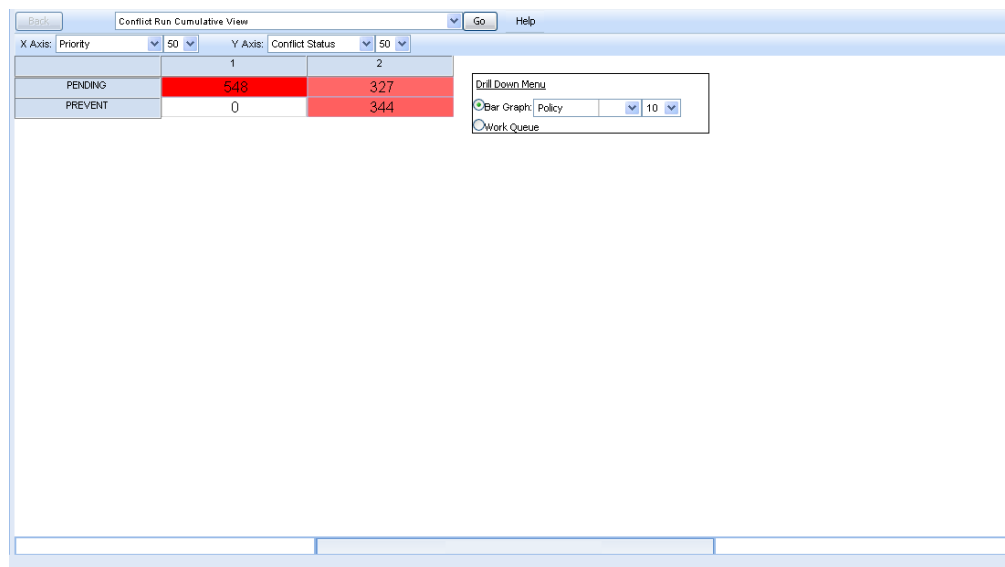 Back Conflict Run Cumulative View Go Help
X Axis: Priority 50 Y Axis: Conflict Status 50
1 2
PENDING 548 327
PREVENT 0 344
Drill Down Menu
Bar Graph: Policy 10
Work Queue